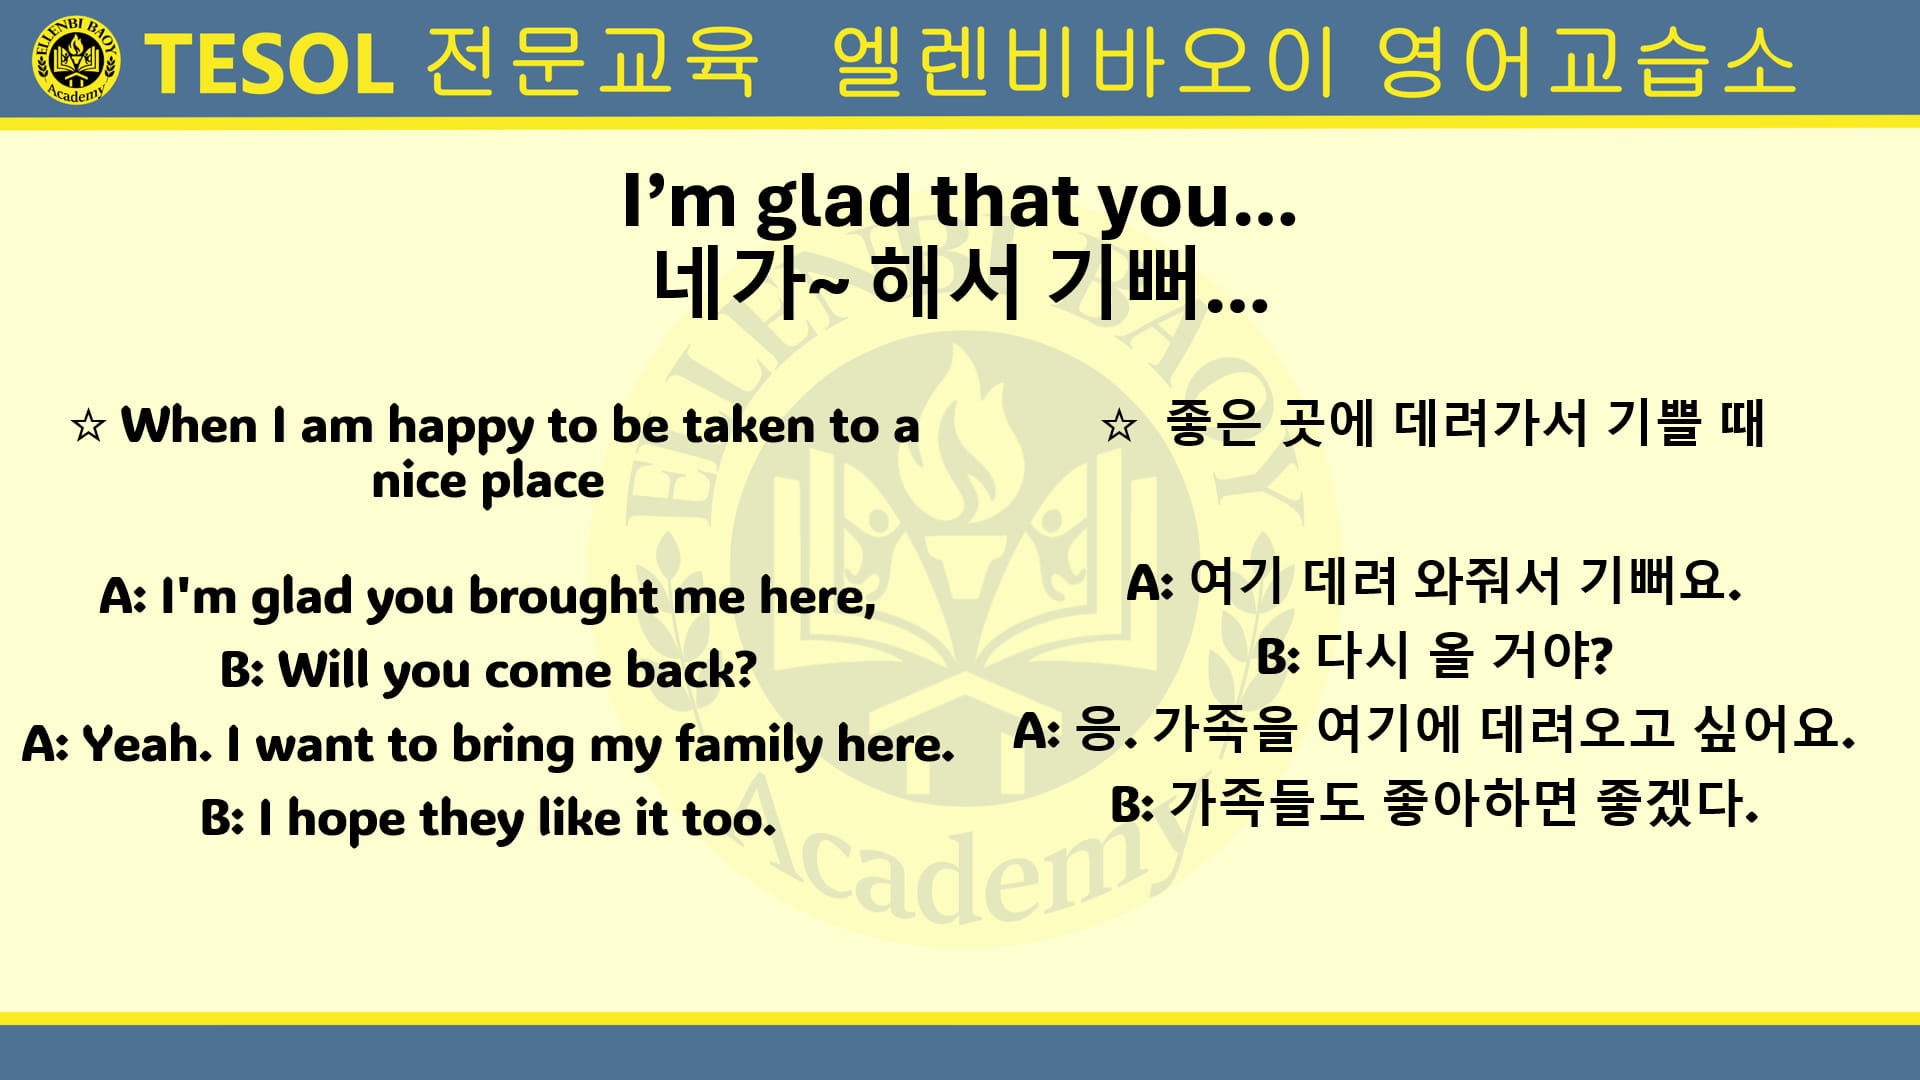 ELLENBI BAOY
Academy
TESOL 전문교육 엘렌비바오이 영어교습소
I’m glad that you...
네가~ 해서 기뻐...
☆ When I am happy to be taken to a
nice place
A: I'm glad you brought me here,
B: Will you come back?
A: Yeah. I want to bring my family here.
B: I hope they like it too.
☆ 좋은 곳에 데려가서 기쁠 때
A: 여기 데려 와줘서 기뻐요.
B: 다시 올 거야?
A: 응. 가족을 여기에 데려오고 싶어요.
B: 가족들도 좋아하면 좋겠다.
ELLENBI BAOY
Academy